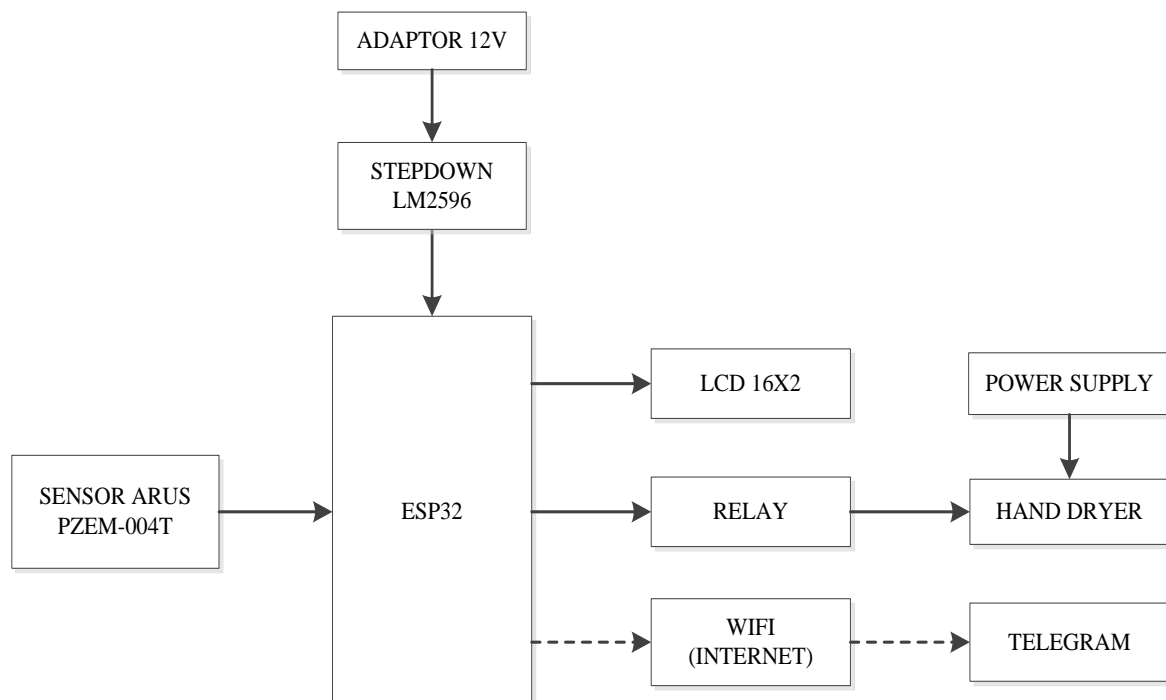 ADAPTOR 12V
STEPDOWN
LM2596
LCD 16X2
POWER SUPPLY
SENSOR ARUS
PZEM-004T
ESP32
RELAY
HAND DRYER
WIFI
(INTERNET)
TELEGRAM